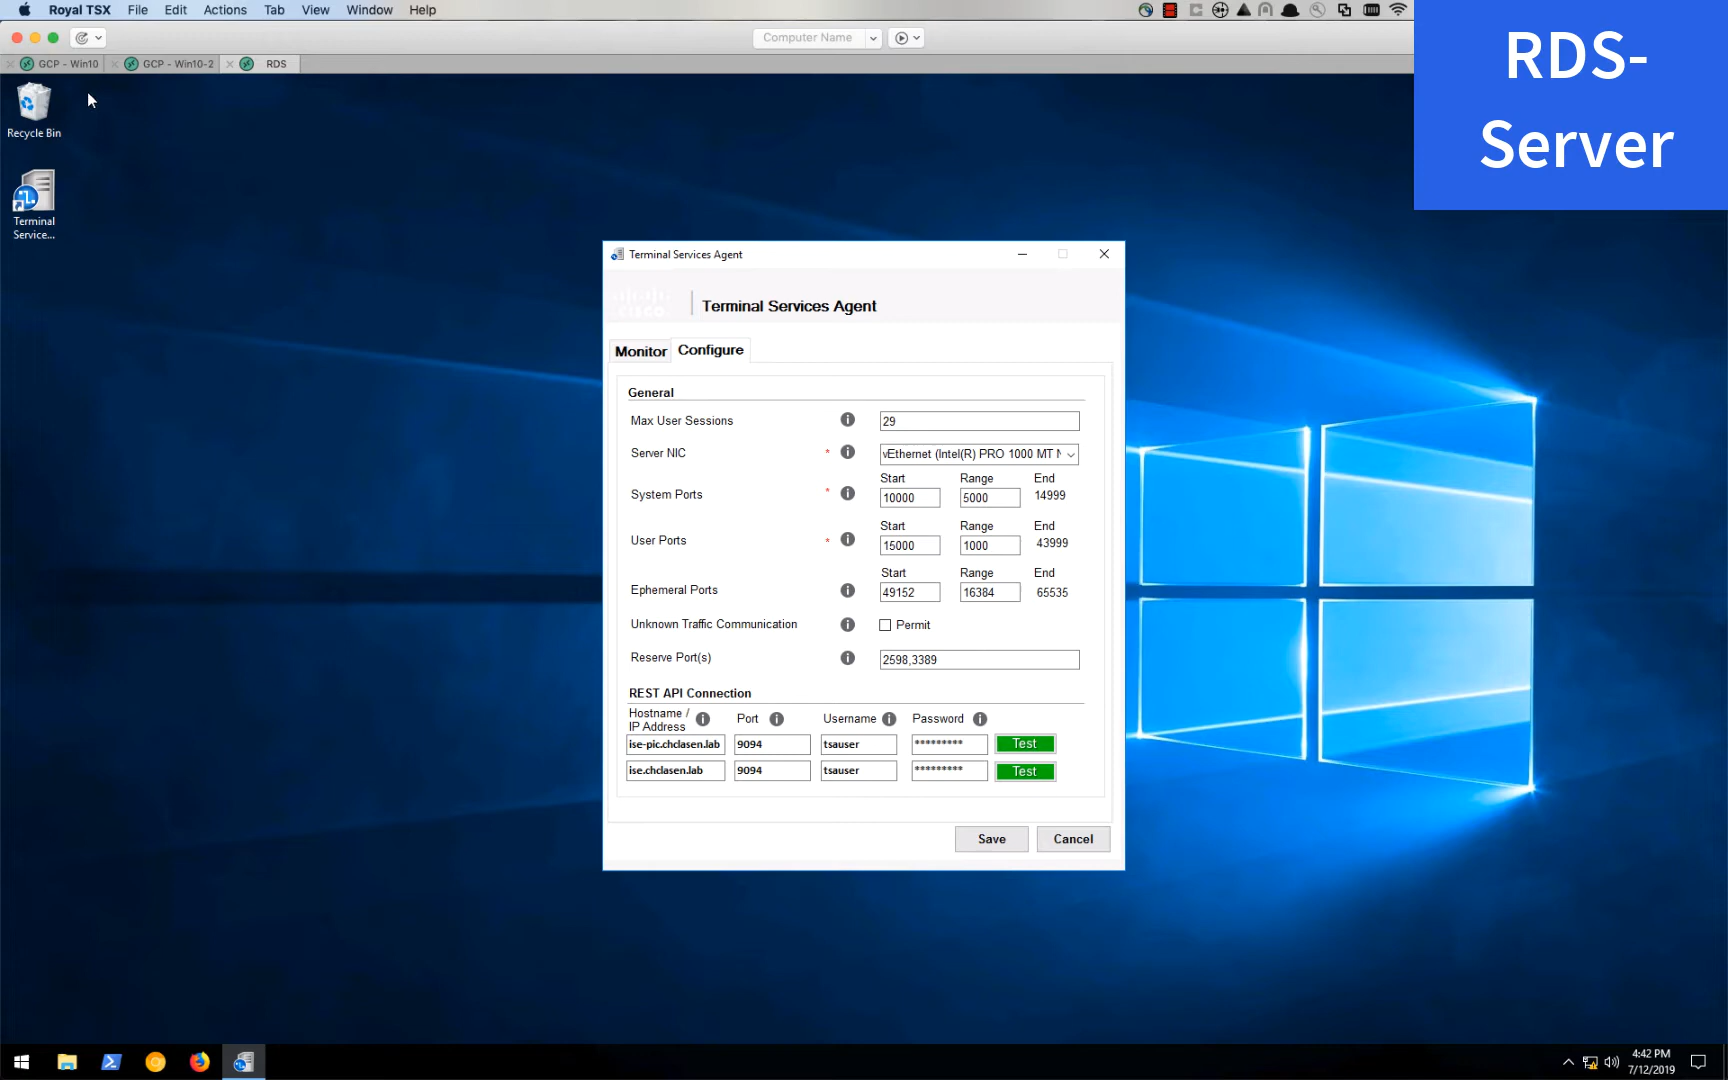 Royal TSX File Edit Actions Tab View Window Help
Computer Name
GCP - Win10 GCP - Win10-2 RDS
RDS-
Server
Recycle Bin
Terminal
Service...
Terminal Services Agent
CISCO
Terminal Services Agent
Monitor Configure
General
Max User Sessions 29
Server NIC * vEthernet (Intel(R) PRO 1000 MT N
Start Range End
System Ports * 10000 5000 14999
Start Range End
User Ports * 15000 1000 43999
Start Range End
Ephemeral Ports 49152 16384 65535
Unknown Traffic Communication Permit
Reserve Port(s) 2598,3389
REST API Connection
Hostname /
IP Address Port Username Password
ise-pic.chclasen.lab 9094 tsauser ********* Test
ise.chclasen.lab 9094 tsauser ********* Test
Save Cancel
4:42 PM
7/12/2019